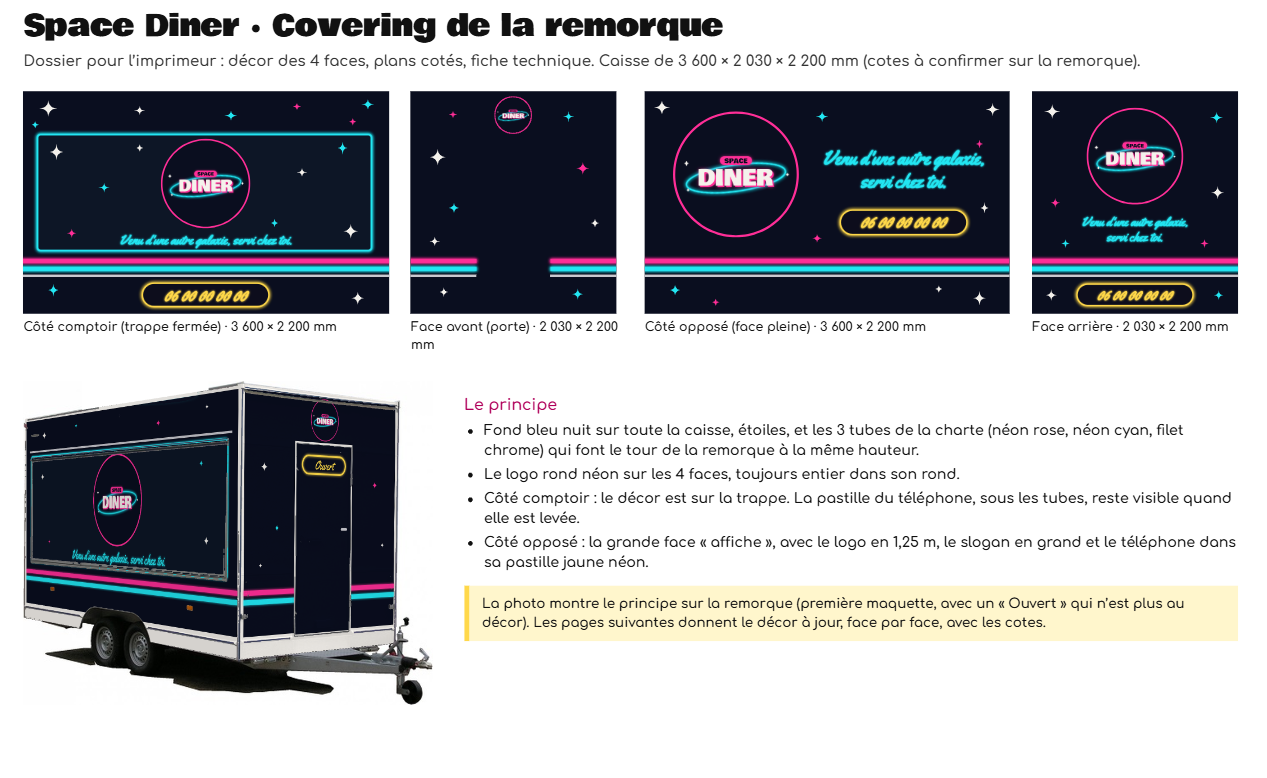 Space Diner · Covering de la remorque
Dossier pour l'imprimeur : décor des 4 faces, plans cotés, fiche technique. Caisse de 3 600 × 2 030 × 2 200 mm (cotes à confirmer sur la remorque).
SPACE
DINER
Venu d'une autre galaxie, servi chez toi.
06 00 00 00 00
Côté comptoir (trappe fermée) · 3 600 × 2 200 mm
SPACE
DINER
Face avant (porte) · 2 030 × 2 200
mm
SPACE
DINER
Venu d'une autre galaxie,
servi chez toi.
06 00 00 00 00
Côté opposé (face pleine) · 3 600 × 2 200 mm
SPACE
DINER
Venu d'une autre galaxie,
servi chez toi.
06 00 00 00 00
Face arrière · 2 030 × 2 200 mm
SPACE
DINER
Venu d'une autre galaxie, servi chez toi.
DINER
Ouvert
Le principe
• Fond bleu nuit sur toute la caisse, étoiles, et les 3 tubes de la charte (néon rose, néon cyan, filet
chrome) qui font le tour de la remorque à la même hauteur.
• Le logo rond néon sur les 4 faces, toujours entier dans son rond.
• Côté comptoir : le décor est sur la trappe. La pastille du téléphone, sous les tubes, reste visible quand
elle est levée.
• Côté opposé : la grande face « affiche », avec le logo en 1,25 m, le slogan en grand et le téléphone dans
sa pastille jaune néon.
La photo montre le principe sur la remorque (première maquette, avec un « Ouvert » qui n'est plus au
décor). Les pages suivantes donnent le décor à jour, face par face, avec les cotes.